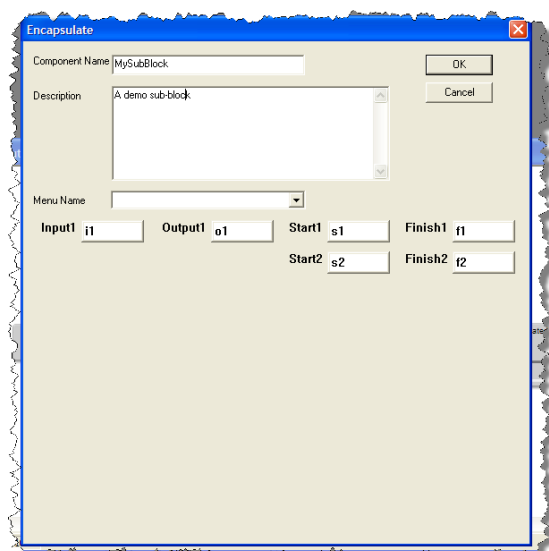 Encapsulate
Component Name MySubBlock OK
Description A demo sub-block Cancel
Menu Name
Input1 i1 Output1 o1 Start1 s1 Finish1 f1
Start2 s2 Finish2 f2